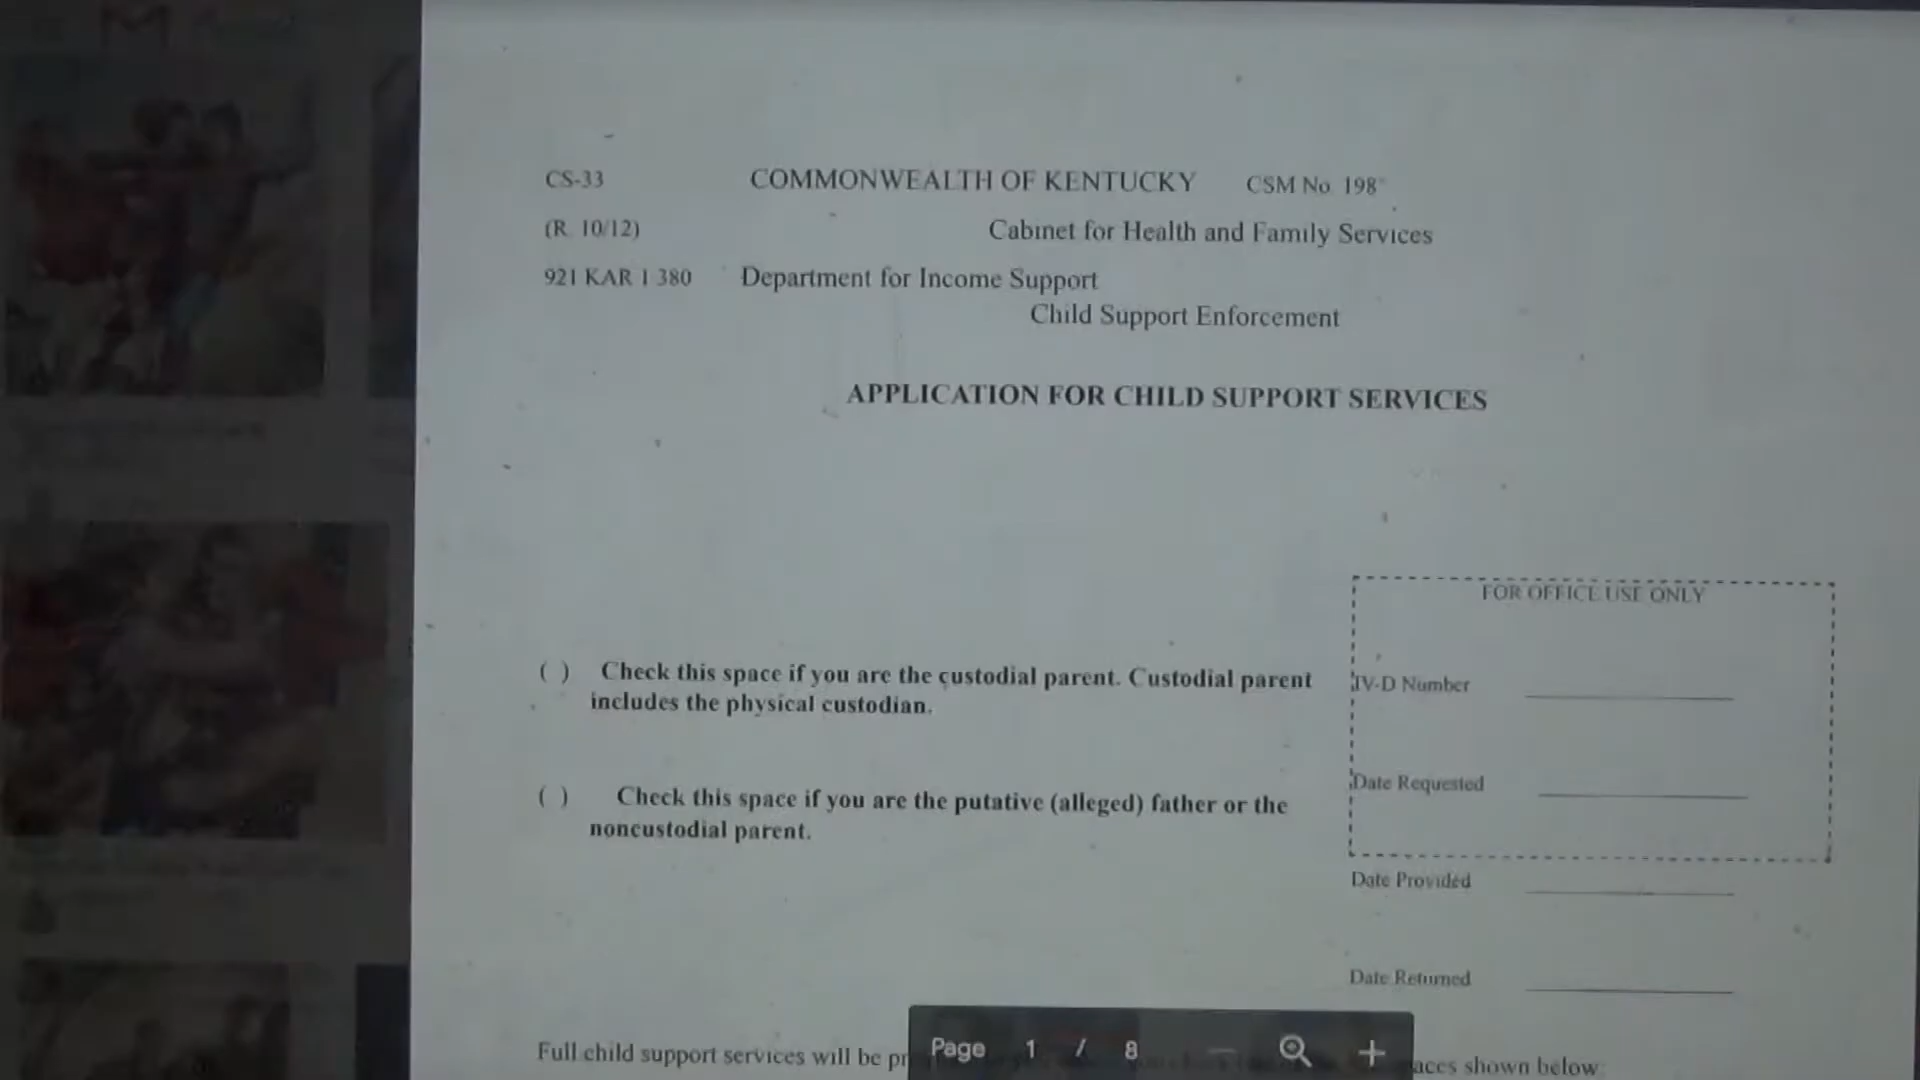 CS-33 COMMONWEALTH OF KENTUCKY CSM No. 198
(R. 10/12) Cabinet for Health and Family Services
921 KAR 1 380 Department for Income Support
Child Support Enforcement
APPLICATION FOR CHILD SUPPORT SERVICES
FOR OFFICE USE ONLY
( ) Check this space if you are the custodial parent. Custodial parent
includes the physical custodian.
IV-D Number
( ) Check this space if you are the putative (alleged) father or the
noncustodial parent.
Date Requested
Date Provided
Date Returned
Full child support services will be
shown below
Page 1 / 8